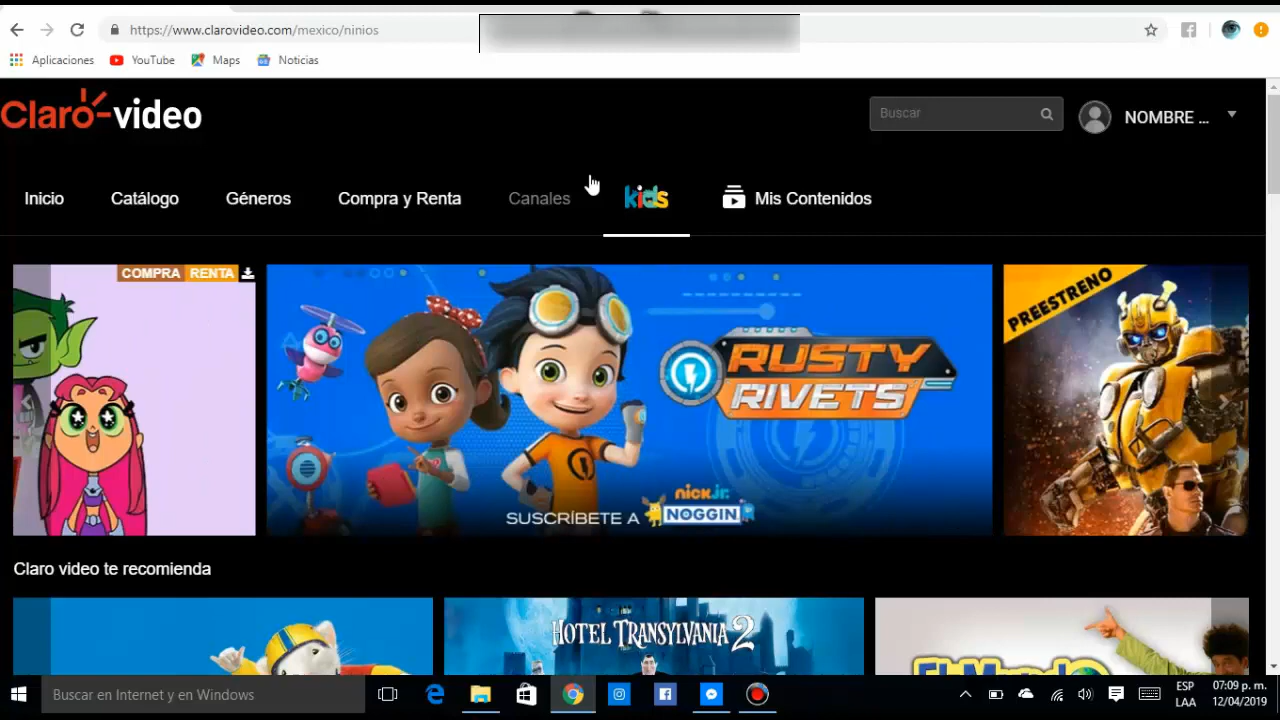 https://www.clarovideo.com/mexico/ninios
Aplicaciones YouTube Maps Noticias
Claro-video
Buscar
NOMBRE ...
Inicio Catálogo Géneros Compra y Renta Canales kids Mis Contenidos
COMPRA RENTA
RUSTY
RIVETS
nick jr.
SUSCRÍBETE A NOGGIN
PREESTRENO
Claro video te recomienda
HOTEL TRANSYLVANIA 2
El Mundo
Buscar en Internet y en Windows
ESP
LAA
07:09 p. m.
12/04/2019